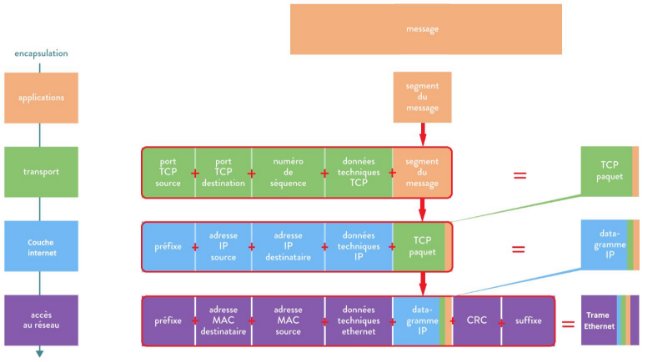 message
encapsulation
applications
segment
du
message
transport
port
TCP
source
+
port
TCP
destination
+
numéro
de
séquence
+
données
techniques
TCP
+
segment
du
message
=
TCP
paquet
Couche
internet
préfixe
+
adresse
IP
source
+
adresse
IP
destinataire
+
données
techniques
IP
+
TCP
paquet
=
data-
gramme
IP
accès
au réseau
préfixe
+
adresse
MAC
destinataire
+
adresse
MAC
source
+
données
techniques
ethernet
+
data-
gramme
IP
+
CRC
+
suffixe
=
Trame
Ethernet